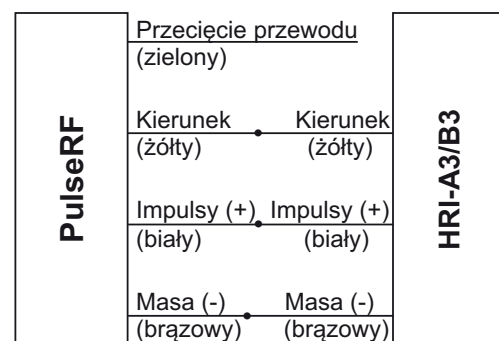 PulseRF
Przecięcie przewodu
(zielony)
Kierunek Kierunek
(żółty) (żółty)
Impulsy (+) Impulsy (+)
(biały) (biały)
Masa (-) Masa (-)
(brązowy) (brązowy)
HRI-A3/B3